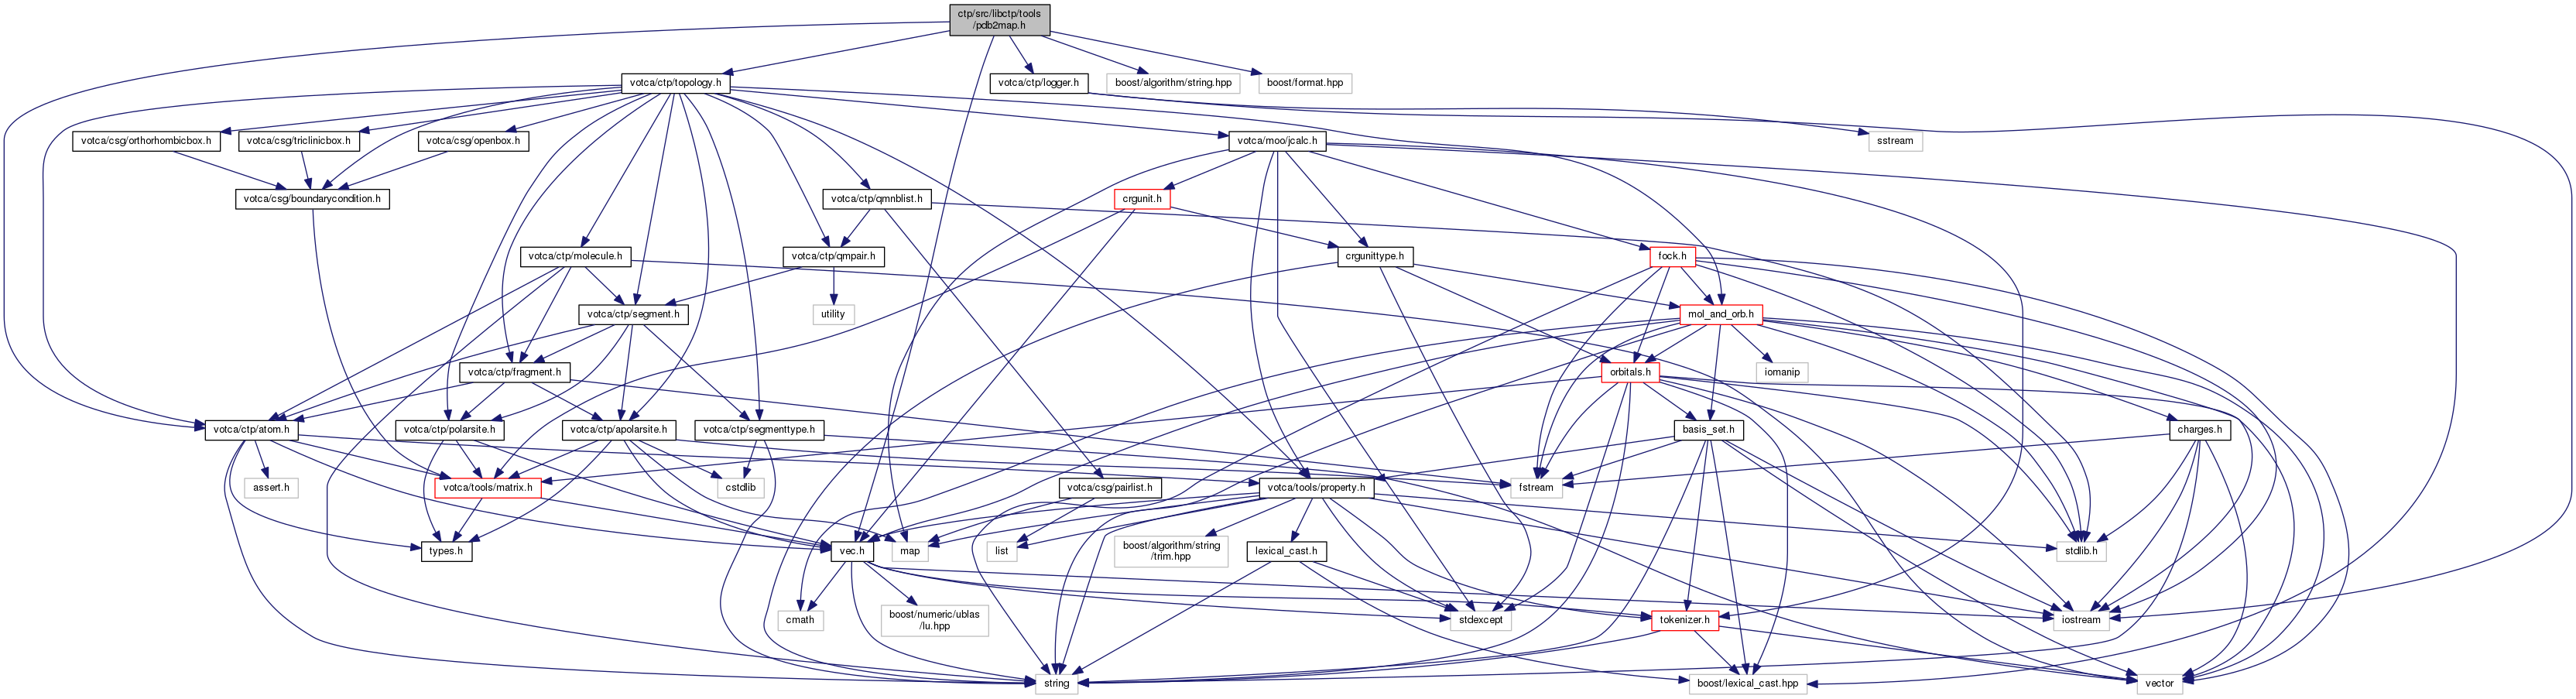 ctp/src/libctp/tools
/pdb2map.h
votca/ctp/topology.h
votca/ctp/logger.h
boost/algorithm/string.hpp
boost/format.hpp
votca/csg/orthorhombicbox.h
votca/csg/triclinicbox.h
votca/csg/openbox.h
votca/moo/jcalc.h
sstream
votca/csg/boundarycondition.h
votca/ctp/qmnblist.h
crgunit.h
votca/ctp/molecule.h
votca/ctp/qmpair.h
crgunittype.h
fock.h
votca/ctp/segment.h
utility
mol_and_orb.h
votca/ctp/fragment.h
orbitals.h
iomanip
votca/ctp/atom.h
votca/ctp/polarsite.h
votca/ctp/apolarsite.h
votca/ctp/segmenttype.h
basis_set.h
charges.h
assert.h
votca/tools/matrix.h
cstdlib
votca/csg/pairlist.h
votca/tools/property.h
fstream
types.h
vec.h
map
list
boost/algorithm/string
/trim.hpp
lexical_cast.h
stdlib.h
cmath
boost/numeric/ublas
/lu.hpp
stdexcept
tokenizer.h
iostream
string
boost/lexical_cast.hpp
vector